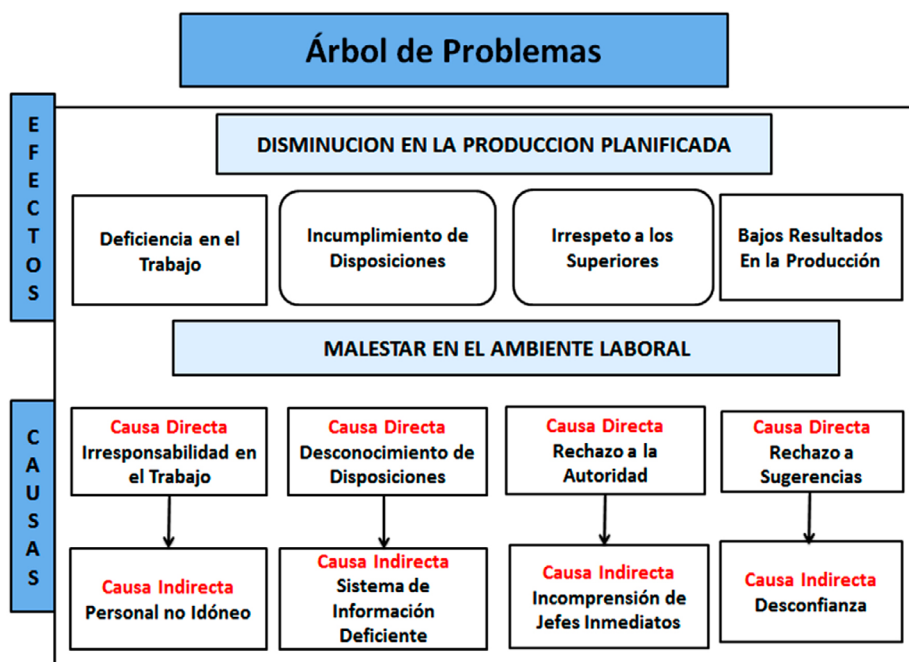 Árbol de Problemas
EFECTOS
DISMINUCION EN LA PRODUCCION PLANIFICADA
Deficiencia en el
Trabajo
Incumplimiento de
Disposiciones
Irrespeto a los
Superiores
Bajos Resultados
En la Producción
MALESTAR EN EL AMBIENTE LABORAL
CAUSAS
Causa Directa
Irresponsabilidad en
el Trabajo
Causa Directa
Desconocimiento de
Disposiciones
Causa Directa
Rechazo a la
Autoridad
Causa Directa
Rechazo a
Sugerencias
Causa Indirecta
Personal no Idóneo
Causa Indirecta
Sistema de
Información
Deficiente
Causa Indirecta
Incomprensión de
Jefes Inmediatos
Causa Indirecta
Desconfianza